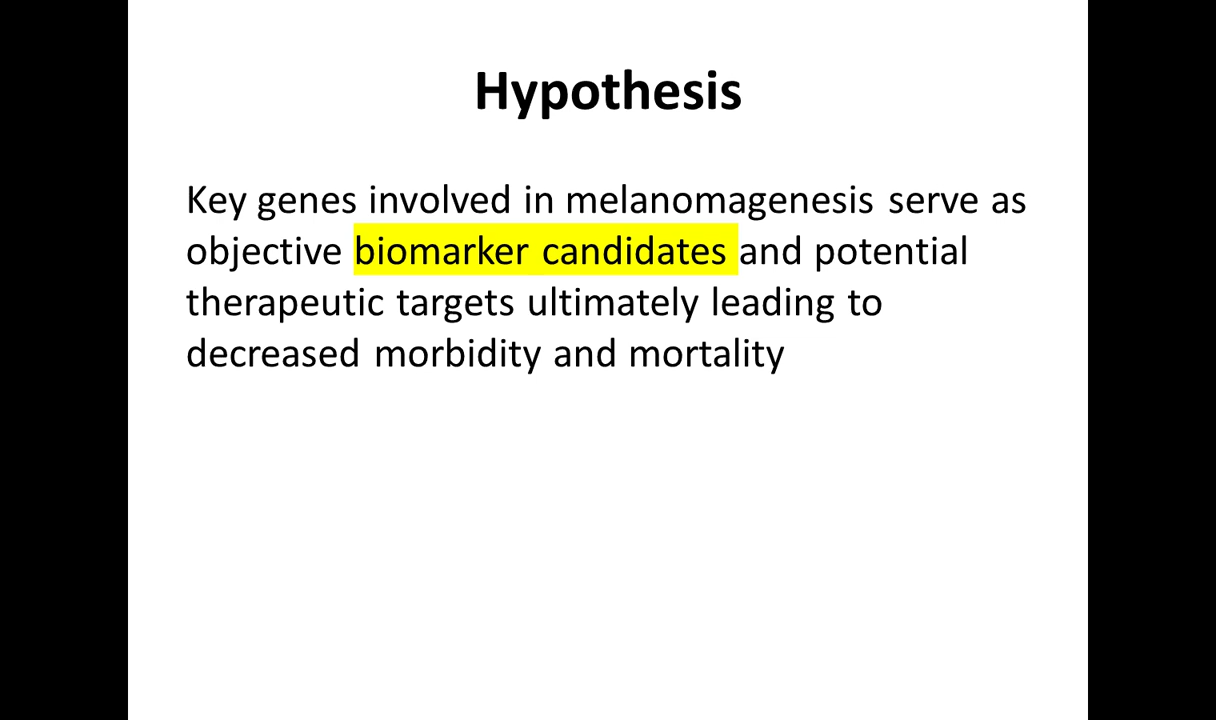 Hypothesis
Key genes involved in melanomagenesis serve as
objective biomarker candidates and potential
therapeutic targets ultimately leading to
decreased morbidity and mortality